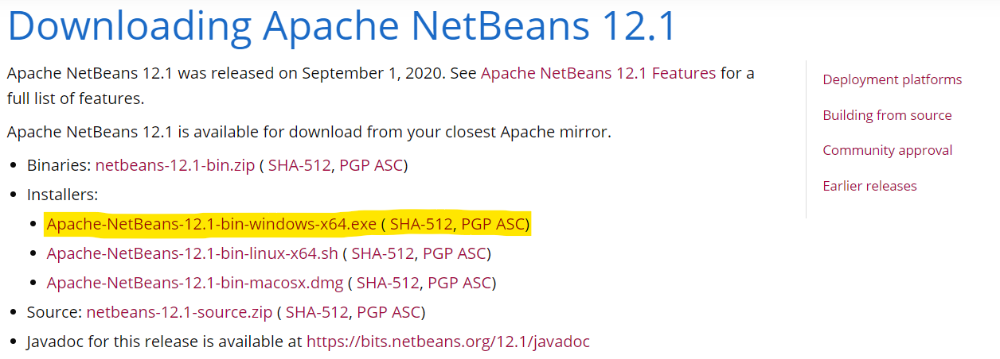 Downloading Apache NetBeans 12.1
Apache NetBeans 12.1 was released on September 1, 2020. See Apache NetBeans 12.1 Features for a
full list of features.
Apache NetBeans 12.1 is available for download from your closest Apache mirror.
Binaries: netbeans-12.1-bin.zip ( SHA-512, PGP ASC)
Installers:
Apache-NetBeans-12.1-bin-windows-x64.exe ( SHA-512, PGP ASC)
Apache-NetBeans-12.1-bin-linux-x64.sh ( SHA-512, PGP ASC)
Apache-NetBeans-12.1-bin-macosx.dmg ( SHA-512, PGP ASC)
Source: netbeans-12.1-source.zip ( SHA-512, PGP ASC)
Javadoc for this release is available at https://bits.netbeans.org/12.1/javadoc
Deployment platforms
Building from source
Community approval
Earlier releases